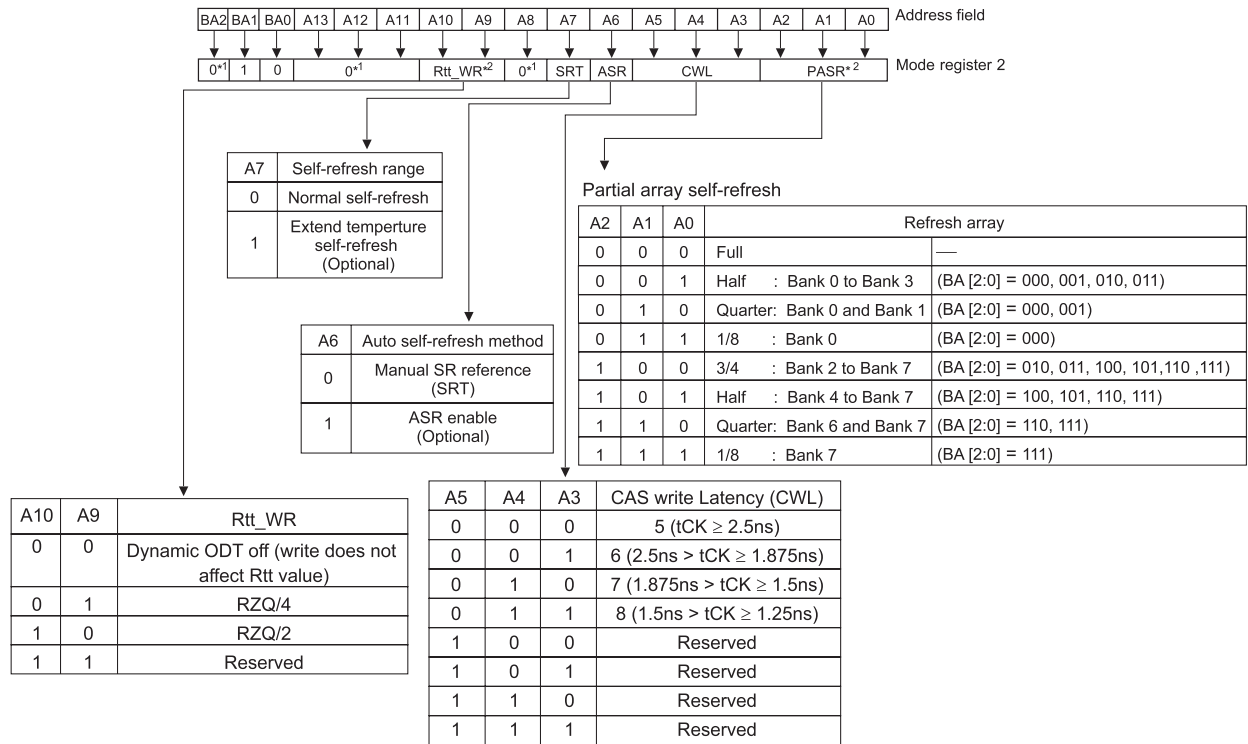 BA2 BA1 BA0 A13 A12 A11 A10 A9 A8 A7 A6 A5 A4 A3 A2 A1 A0 Address field
0*1 1 0 0*1 Rtt_WR*2 0*1 SRT ASR CWL PASR*2 Mode register 2
A7 Self-refresh range
0 Normal self-refresh
1 Extend temperture
self-refresh
(Optional)
Partial array self-refresh
A2 A1 A0 Refresh array
0 0 0 Full —
0 0 1 Half : Bank 0 to Bank 3 (BA [2:0] = 000, 001, 010, 011)
0 1 0 Quarter: Bank 0 and Bank 1 (BA [2:0] = 000, 001)
0 1 1 1/8 : Bank 0 (BA [2:0] = 000)
1 0 0 3/4 : Bank 2 to Bank 7 (BA [2:0] = 010, 011, 100, 101,110 ,111)
1 0 1 Half : Bank 4 to Bank 7 (BA [2:0] = 100, 101, 110, 111)
1 1 0 Quarter: Bank 6 and Bank 7 (BA [2:0] = 110, 111)
1 1 1 1/8 : Bank 7 (BA [2:0] = 111)
A6 Auto self-refresh method
0 Manual SR reference
(SRT)
1 ASR enable
(Optional)
A10 A9 Rtt_WR
0 0 Dynamic ODT off (write does not
affect Rtt value)
0 1 RZQ/4
1 0 RZQ/2
1 1 Reserved
A5 A4 A3 CAS write Latency (CWL)
0 0 0 5 (tCK ≥ 2.5ns)
0 0 1 6 (2.5ns > tCK ≥ 1.875ns)
0 1 0 7 (1.875ns > tCK ≥ 1.5ns)
0 1 1 8 (1.5ns > tCK ≥ 1.25ns)
1 0 0 Reserved
1 0 1 Reserved
1 1 0 Reserved
1 1 1 Reserved